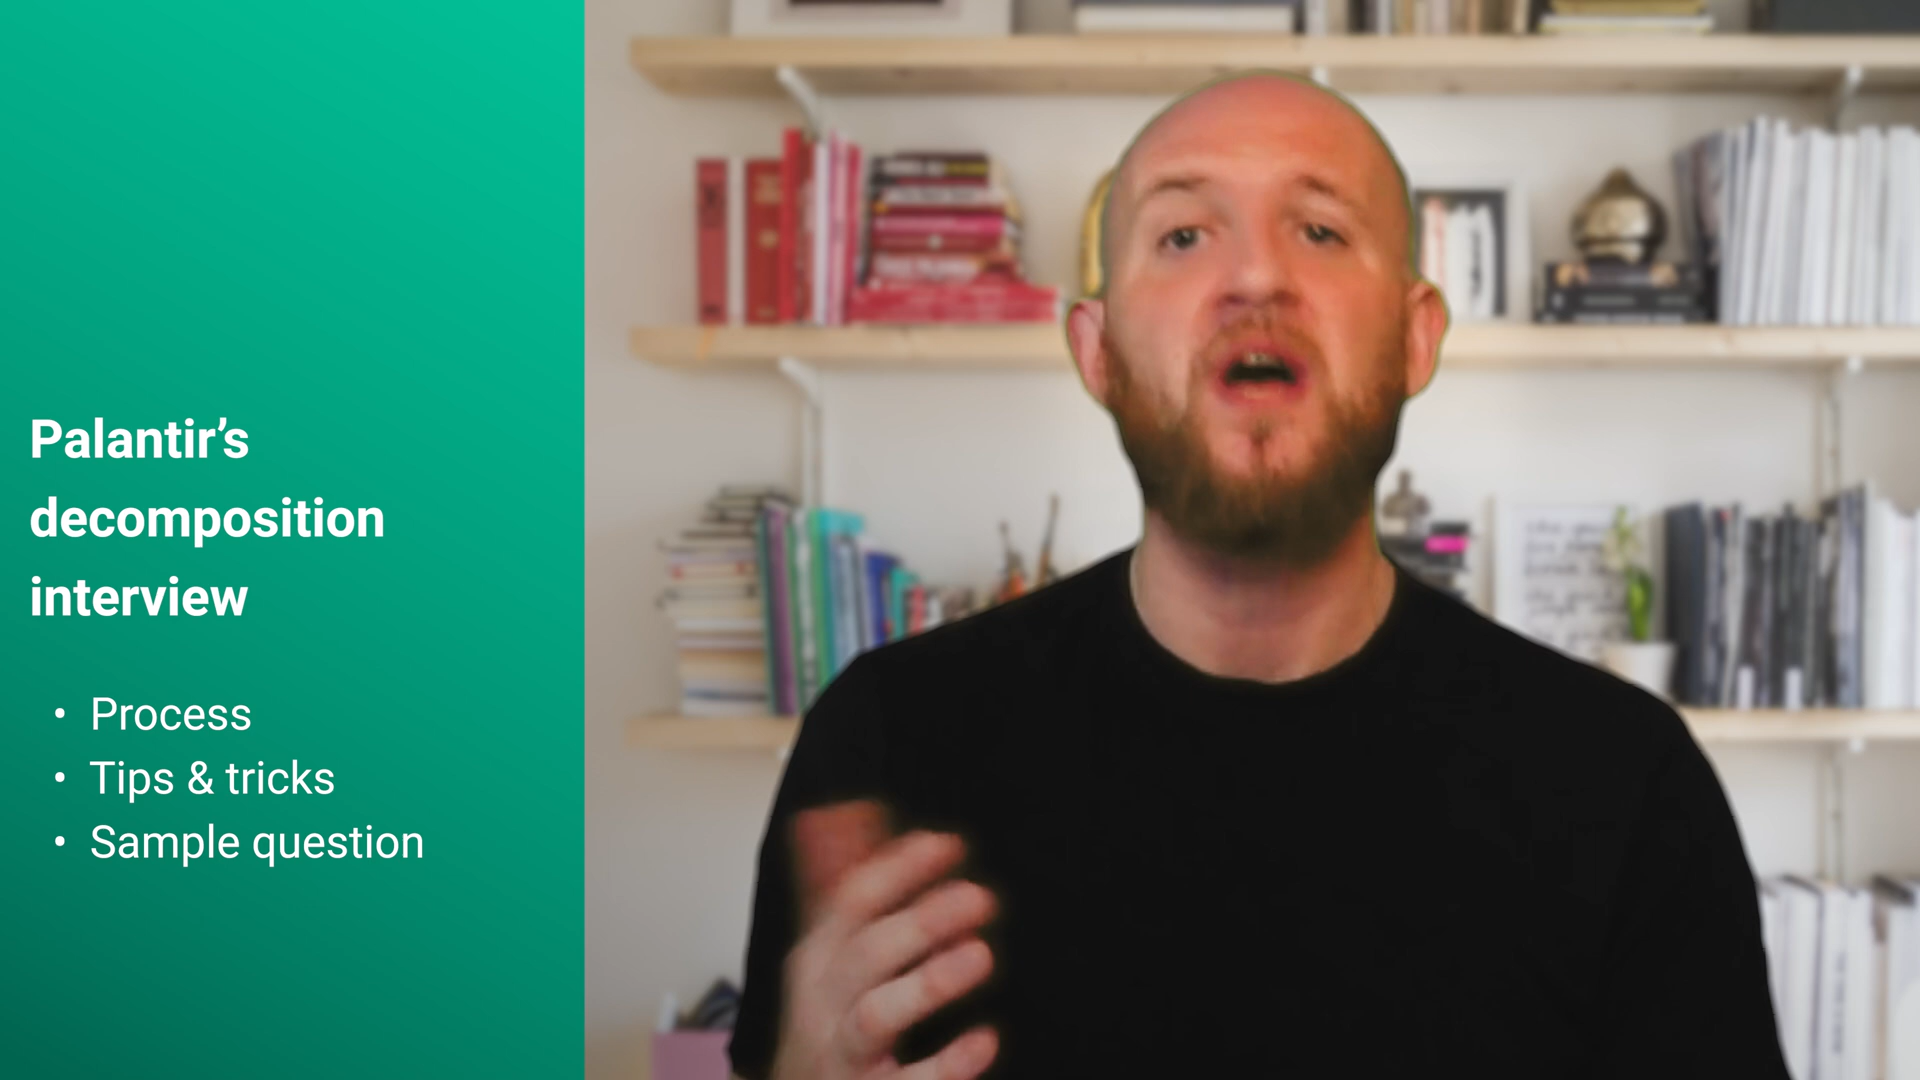 Palantir’s
decomposition
interview
• Process
• Tips & tricks
• Sample question